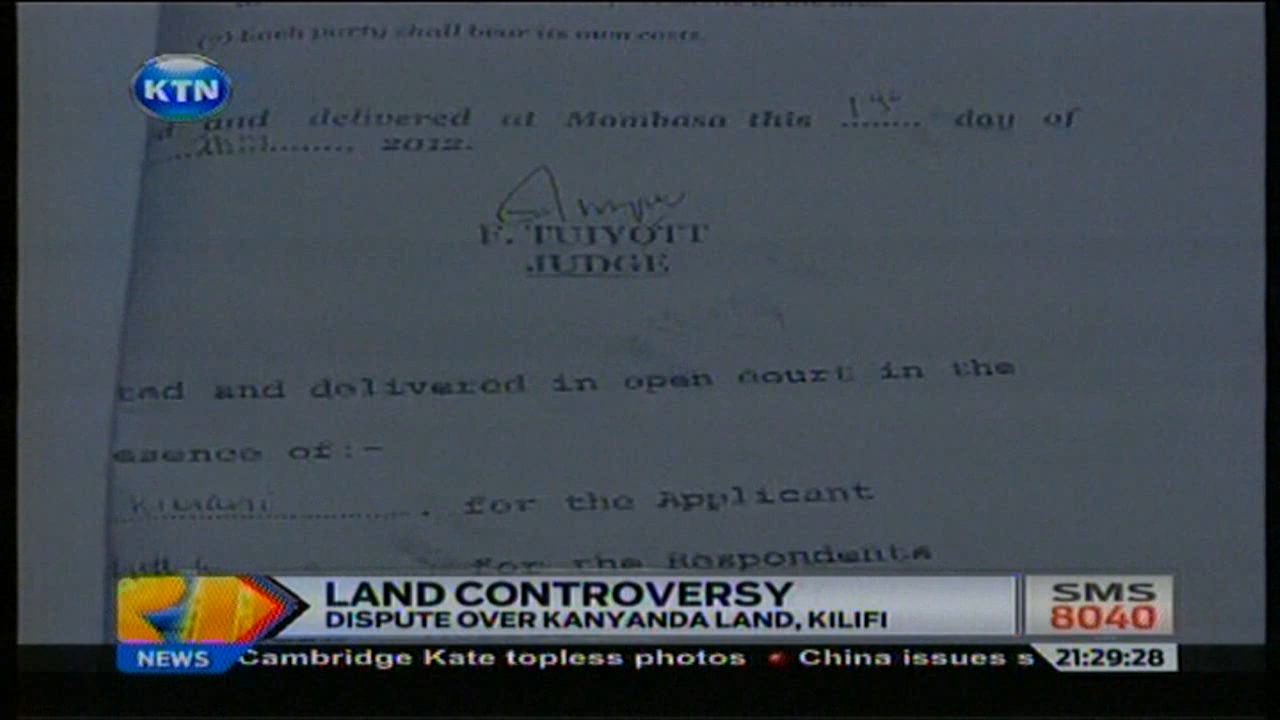 (e) Each party shall bear its own costs.
KTN
and delivered at Mombasa this ........ day of
2012.
F. TUIYOTT
JUDGE
ted and delivered in open court in the
esence of:-
for the Applicant
for the Respondents
LAND CONTROVERSY
DISPUTE OVER KANYANDA LAND, KILIFI
SMS
8040
NEWS
Cambridge Kate topless photos • China issues s
21:29:28